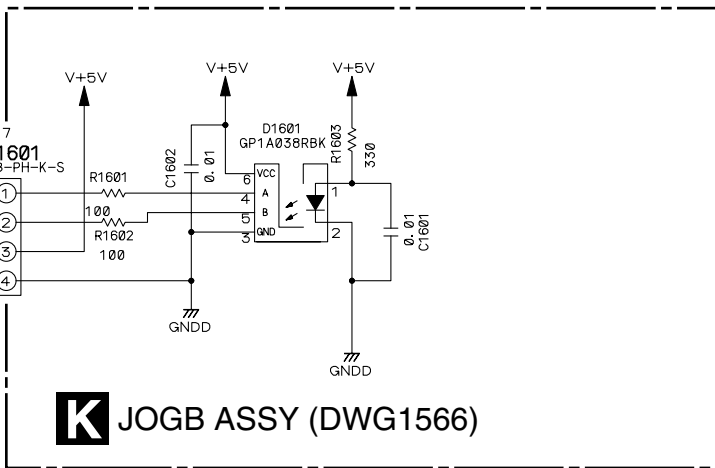 V+5V
V+5V
V+5V
7
1601
B-PH-K-S
D1601
GP1A038RBK
R1603
330
C1602
0.01
R1601
100
R1602
100
1
2
3
4
6
4
5
3
VCC
A
B
GND
1
2
0.01
C1601
GNDD
GNDD
K JOGB ASSY (DWG1566)